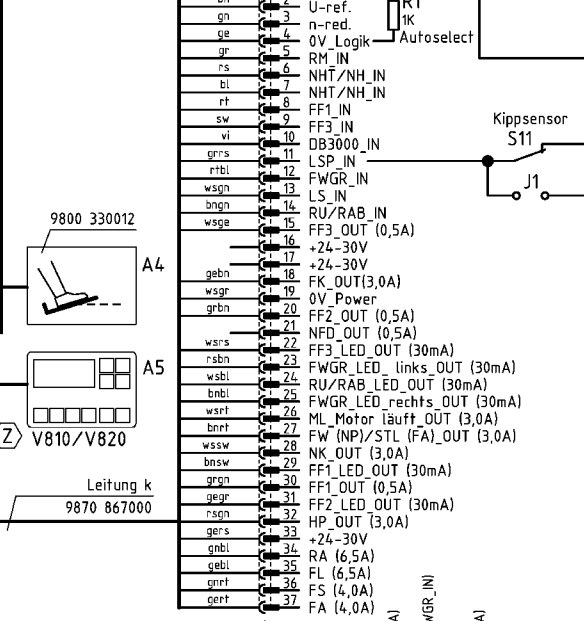 2 U-ref.
gn 3 n-red.
ge 4 0V_Logik
gr 5 RM_IN
rs 6 NHT/NH_IN
bl 7 NHT/NH_IN
rt 8 FF1_IN
sw 9 FF3_IN
vi 10 DB3000_IN
grrs 11 LSP_IN
rtbl 12 FWGR_IN
wsgn 13 LS_IN
bngn 14 RU/RAB_IN
wsge 15 FF3_OUT (0,5A)
16 +24-30V
17 +24-30V
gebn 18 FK_OUT(3,0A)
wsgr 19 0V_Power
grbn 20 FF2_OUT (0,5A)
21 NFD_OUT (0,5A)
wsrs 22 FF3_LED_OUT (30mA)
rsbn 23 FWGR_LED_ links_OUT (30mA)
wsbl 24 RU/RAB_LED_OUT (30mA)
bnbl 25 FWGR_LED_rechts_OUT (30mA)
wsrt 26 ML_Motor läuft_OUT (3,0A)
bnrt 27 FW (NP)/STL (FA)_OUT (3,0A)
wssw 28 NK_OUT (3,0A)
bnsw 29 FF1_LED_OUT (30mA)
grgn 30 FF1_OUT (0,5A)
gegr 31 FF2_LED_OUT (30mA)
rsgn 32 HP_OUT (3,0A)
gers 33 +24-30V
gnbl 34 RA (6,5A)
gebl 35 FL (6,5A)
gnrt 36 FS (4,0A)
gert 37 FA (4,0A)
R1
1K
Autoselect
Kippsensor
S11
J1
9800 330012
A4
A5
Z V810/V820
Leitung k
9870 867000
WGR_IN)
A)
A)